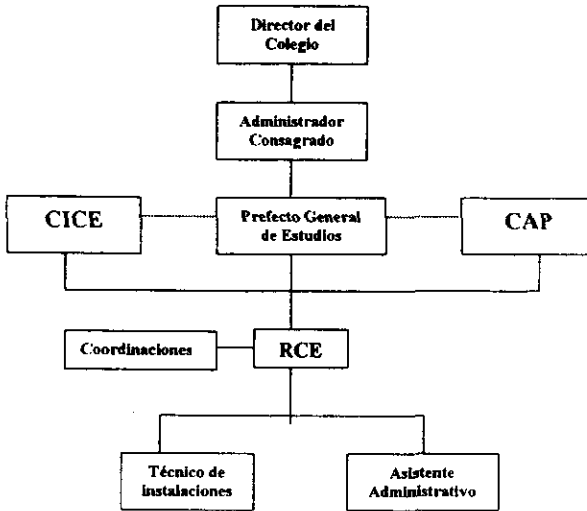 Director del
Colegio
Administrador
Consagrado
CICE
Prefecto General
de Estudios
CAP
Coordinaciones
RCE
Técnico de
instalaciones
Asistente
Administrativo